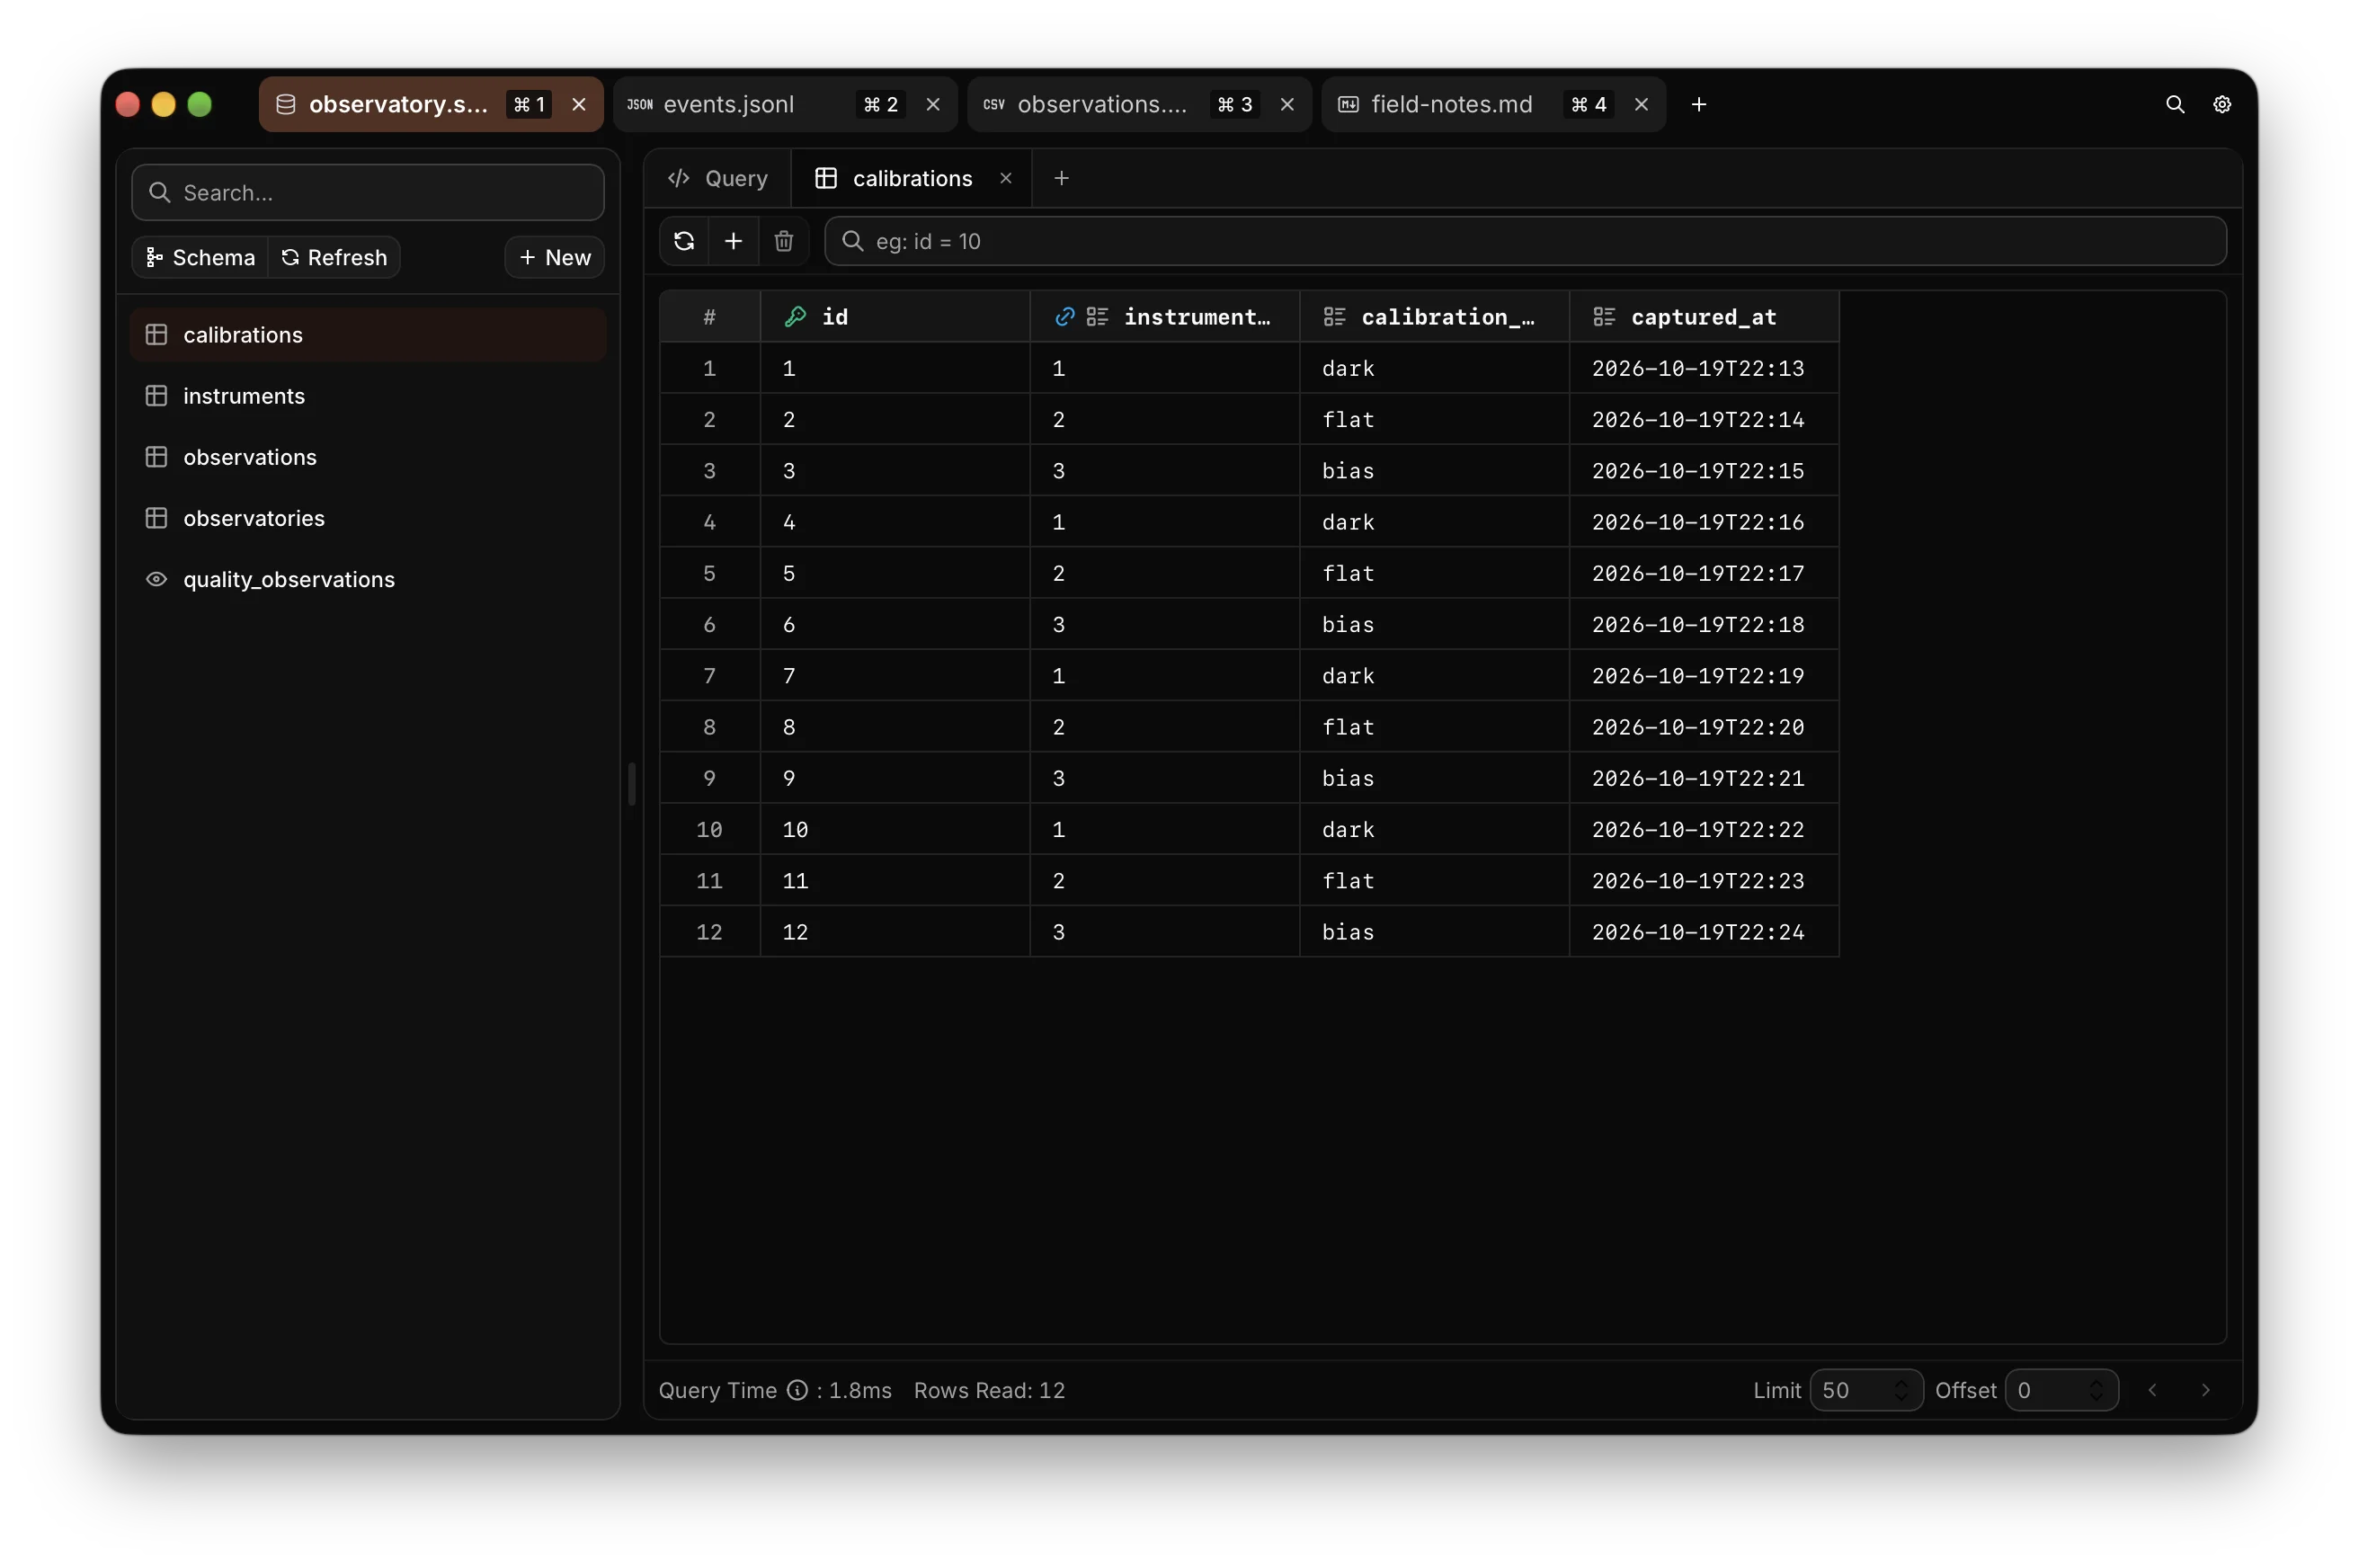 observatory.s... ⌘ 1 JSON events.jsonl ⌘ 2 CSV observations.... ⌘ 3 field-notes.md ⌘ 4
Search...
Schema Refresh New
calibrations
instruments
observations
observatories
quality_observations
Query calibrations
eg: id = 10
# id instrument… calibration_… captured_at
1 1 1 dark 2026-10-19T22:13
2 2 2 flat 2026-10-19T22:14
3 3 3 bias 2026-10-19T22:15
4 4 1 dark 2026-10-19T22:16
5 5 2 flat 2026-10-19T22:17
6 6 3 bias 2026-10-19T22:18
7 7 1 dark 2026-10-19T22:19
8 8 2 flat 2026-10-19T22:20
9 9 3 bias 2026-10-19T22:21
10 10 1 dark 2026-10-19T22:22
11 11 2 flat 2026-10-19T22:23
12 12 3 bias 2026-10-19T22:24
Query Time : 1.8ms Rows Read: 12 Limit 50 Offset 0